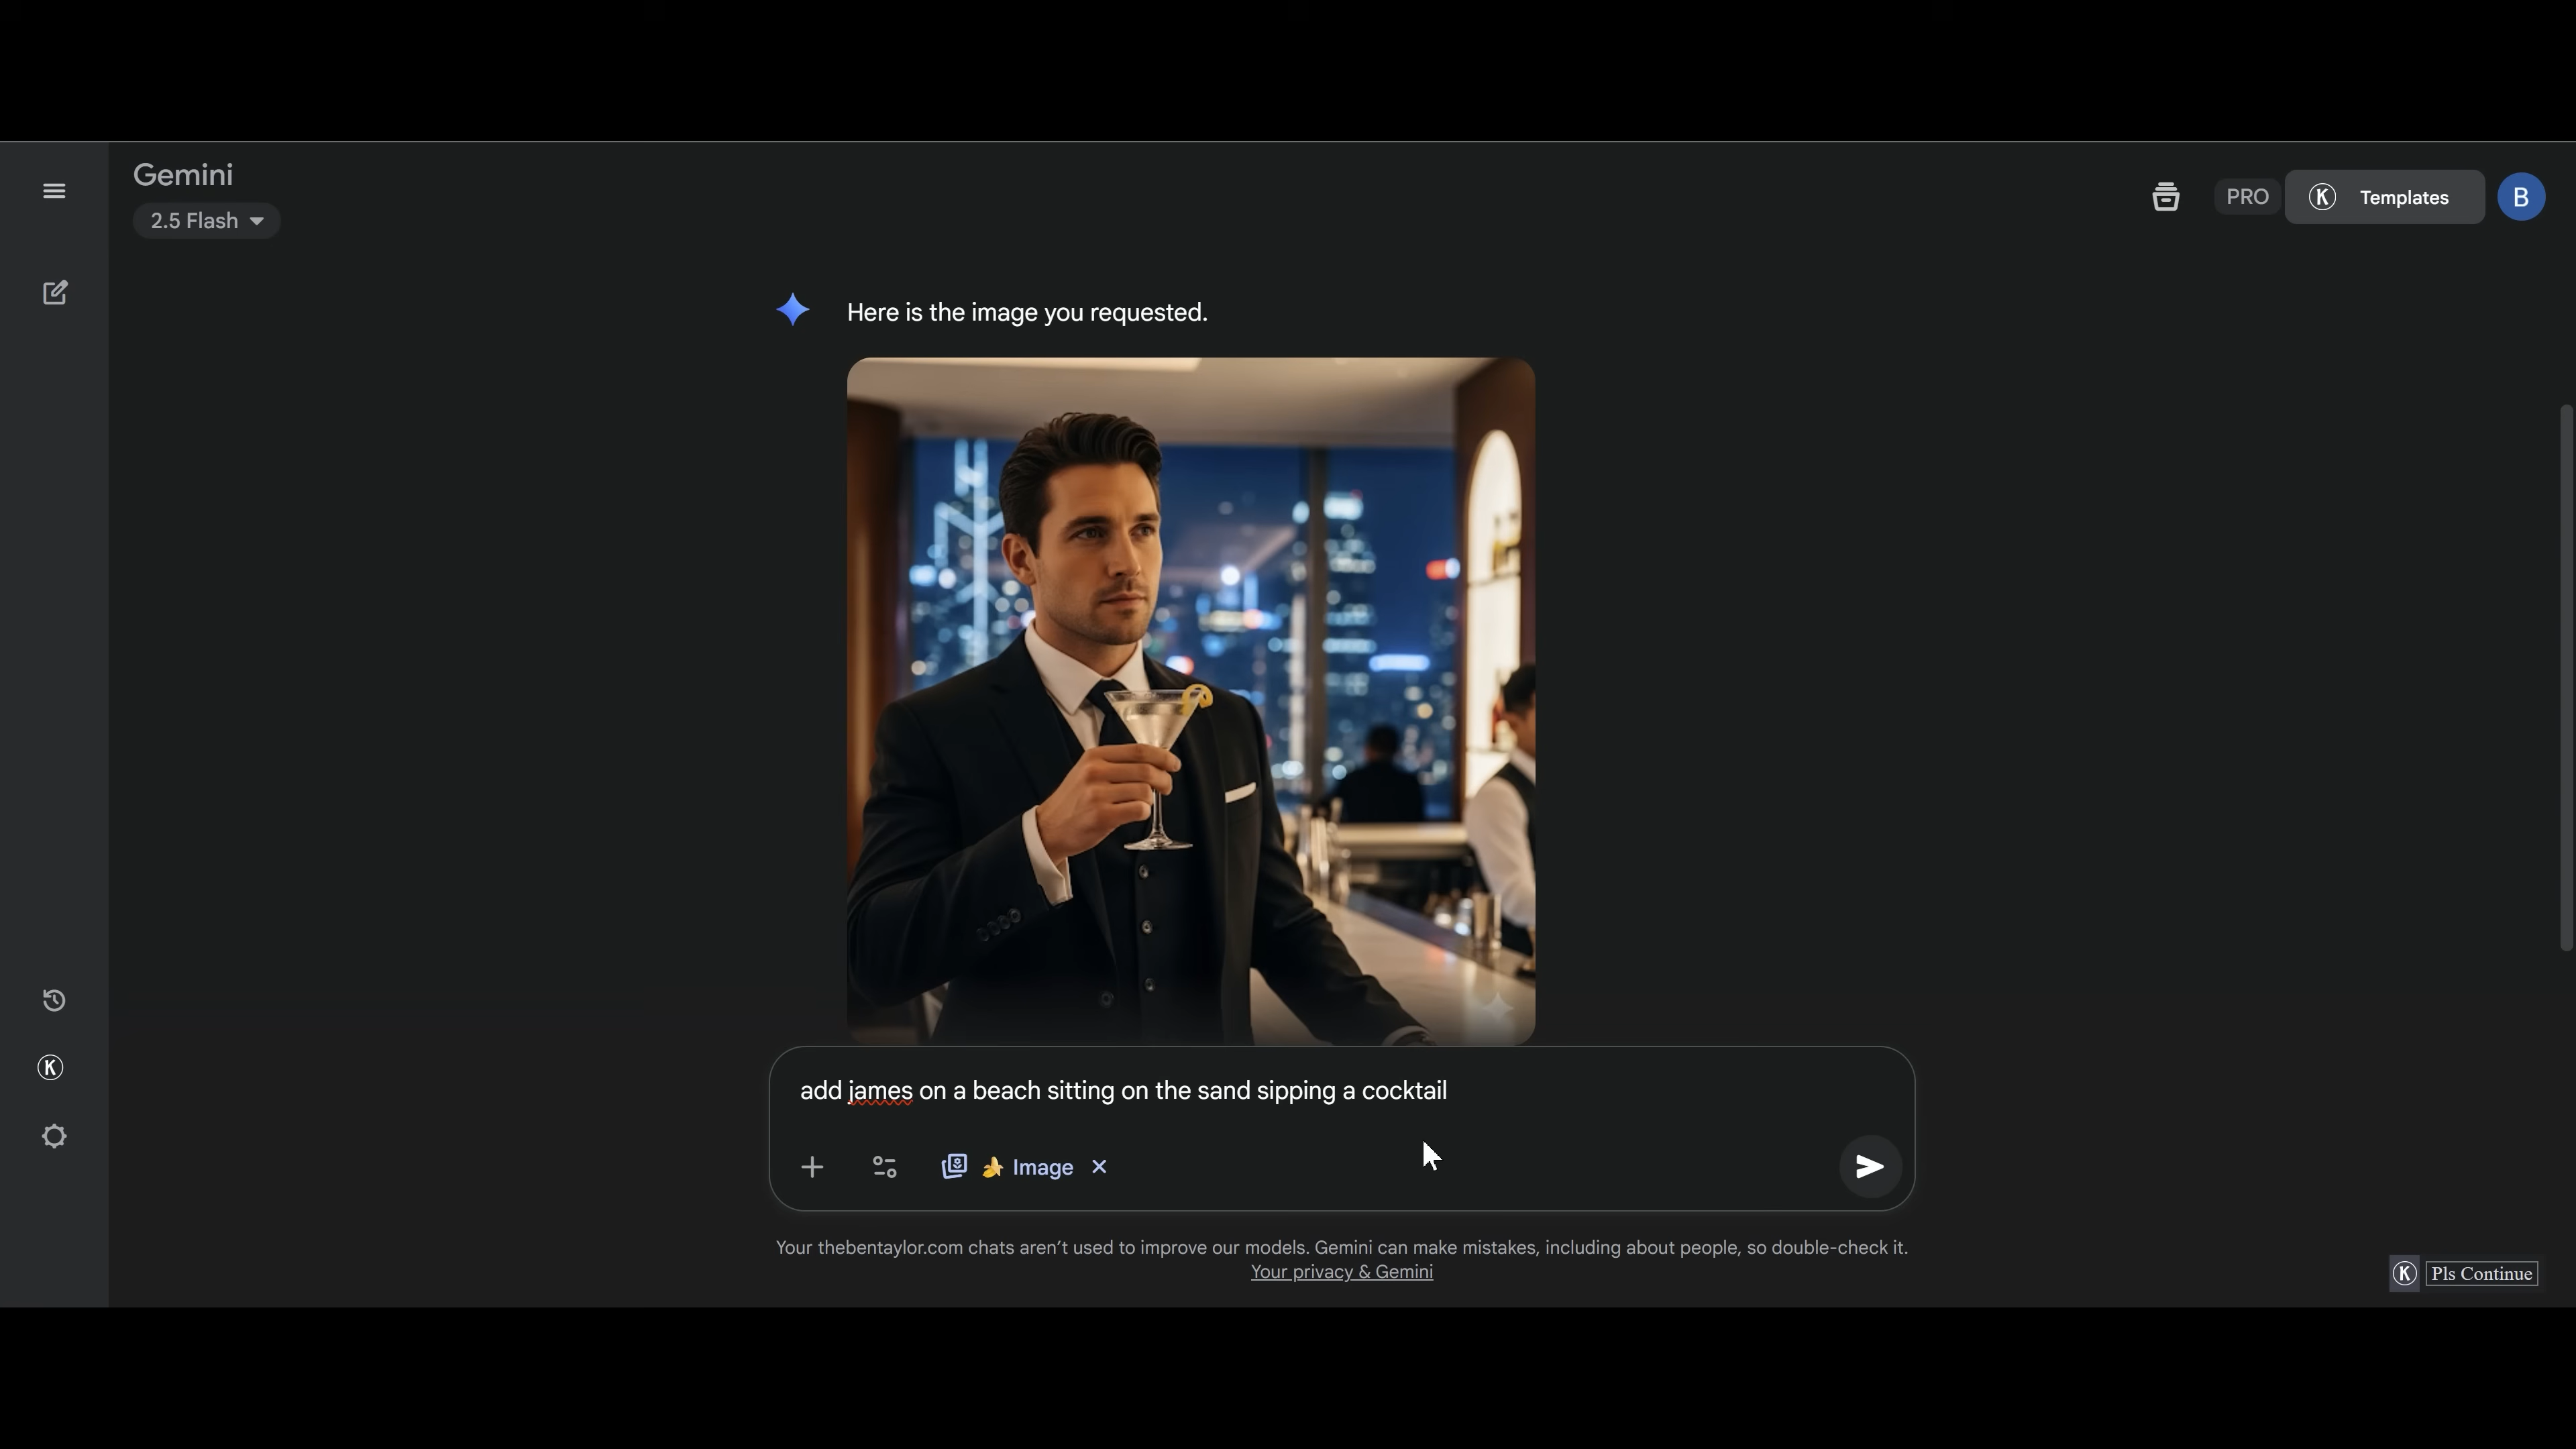 Gemini
2.5 Flash
PRO
K Templates
B
Here is the image you requested.
add james on a beach sitting on the sand sipping a cocktail
🍌 Image
Your thebentaylor.com chats aren't used to improve our models. Gemini can make mistakes, including about people, so double-check it.
Your privacy & Gemini
K
K Pls Continue